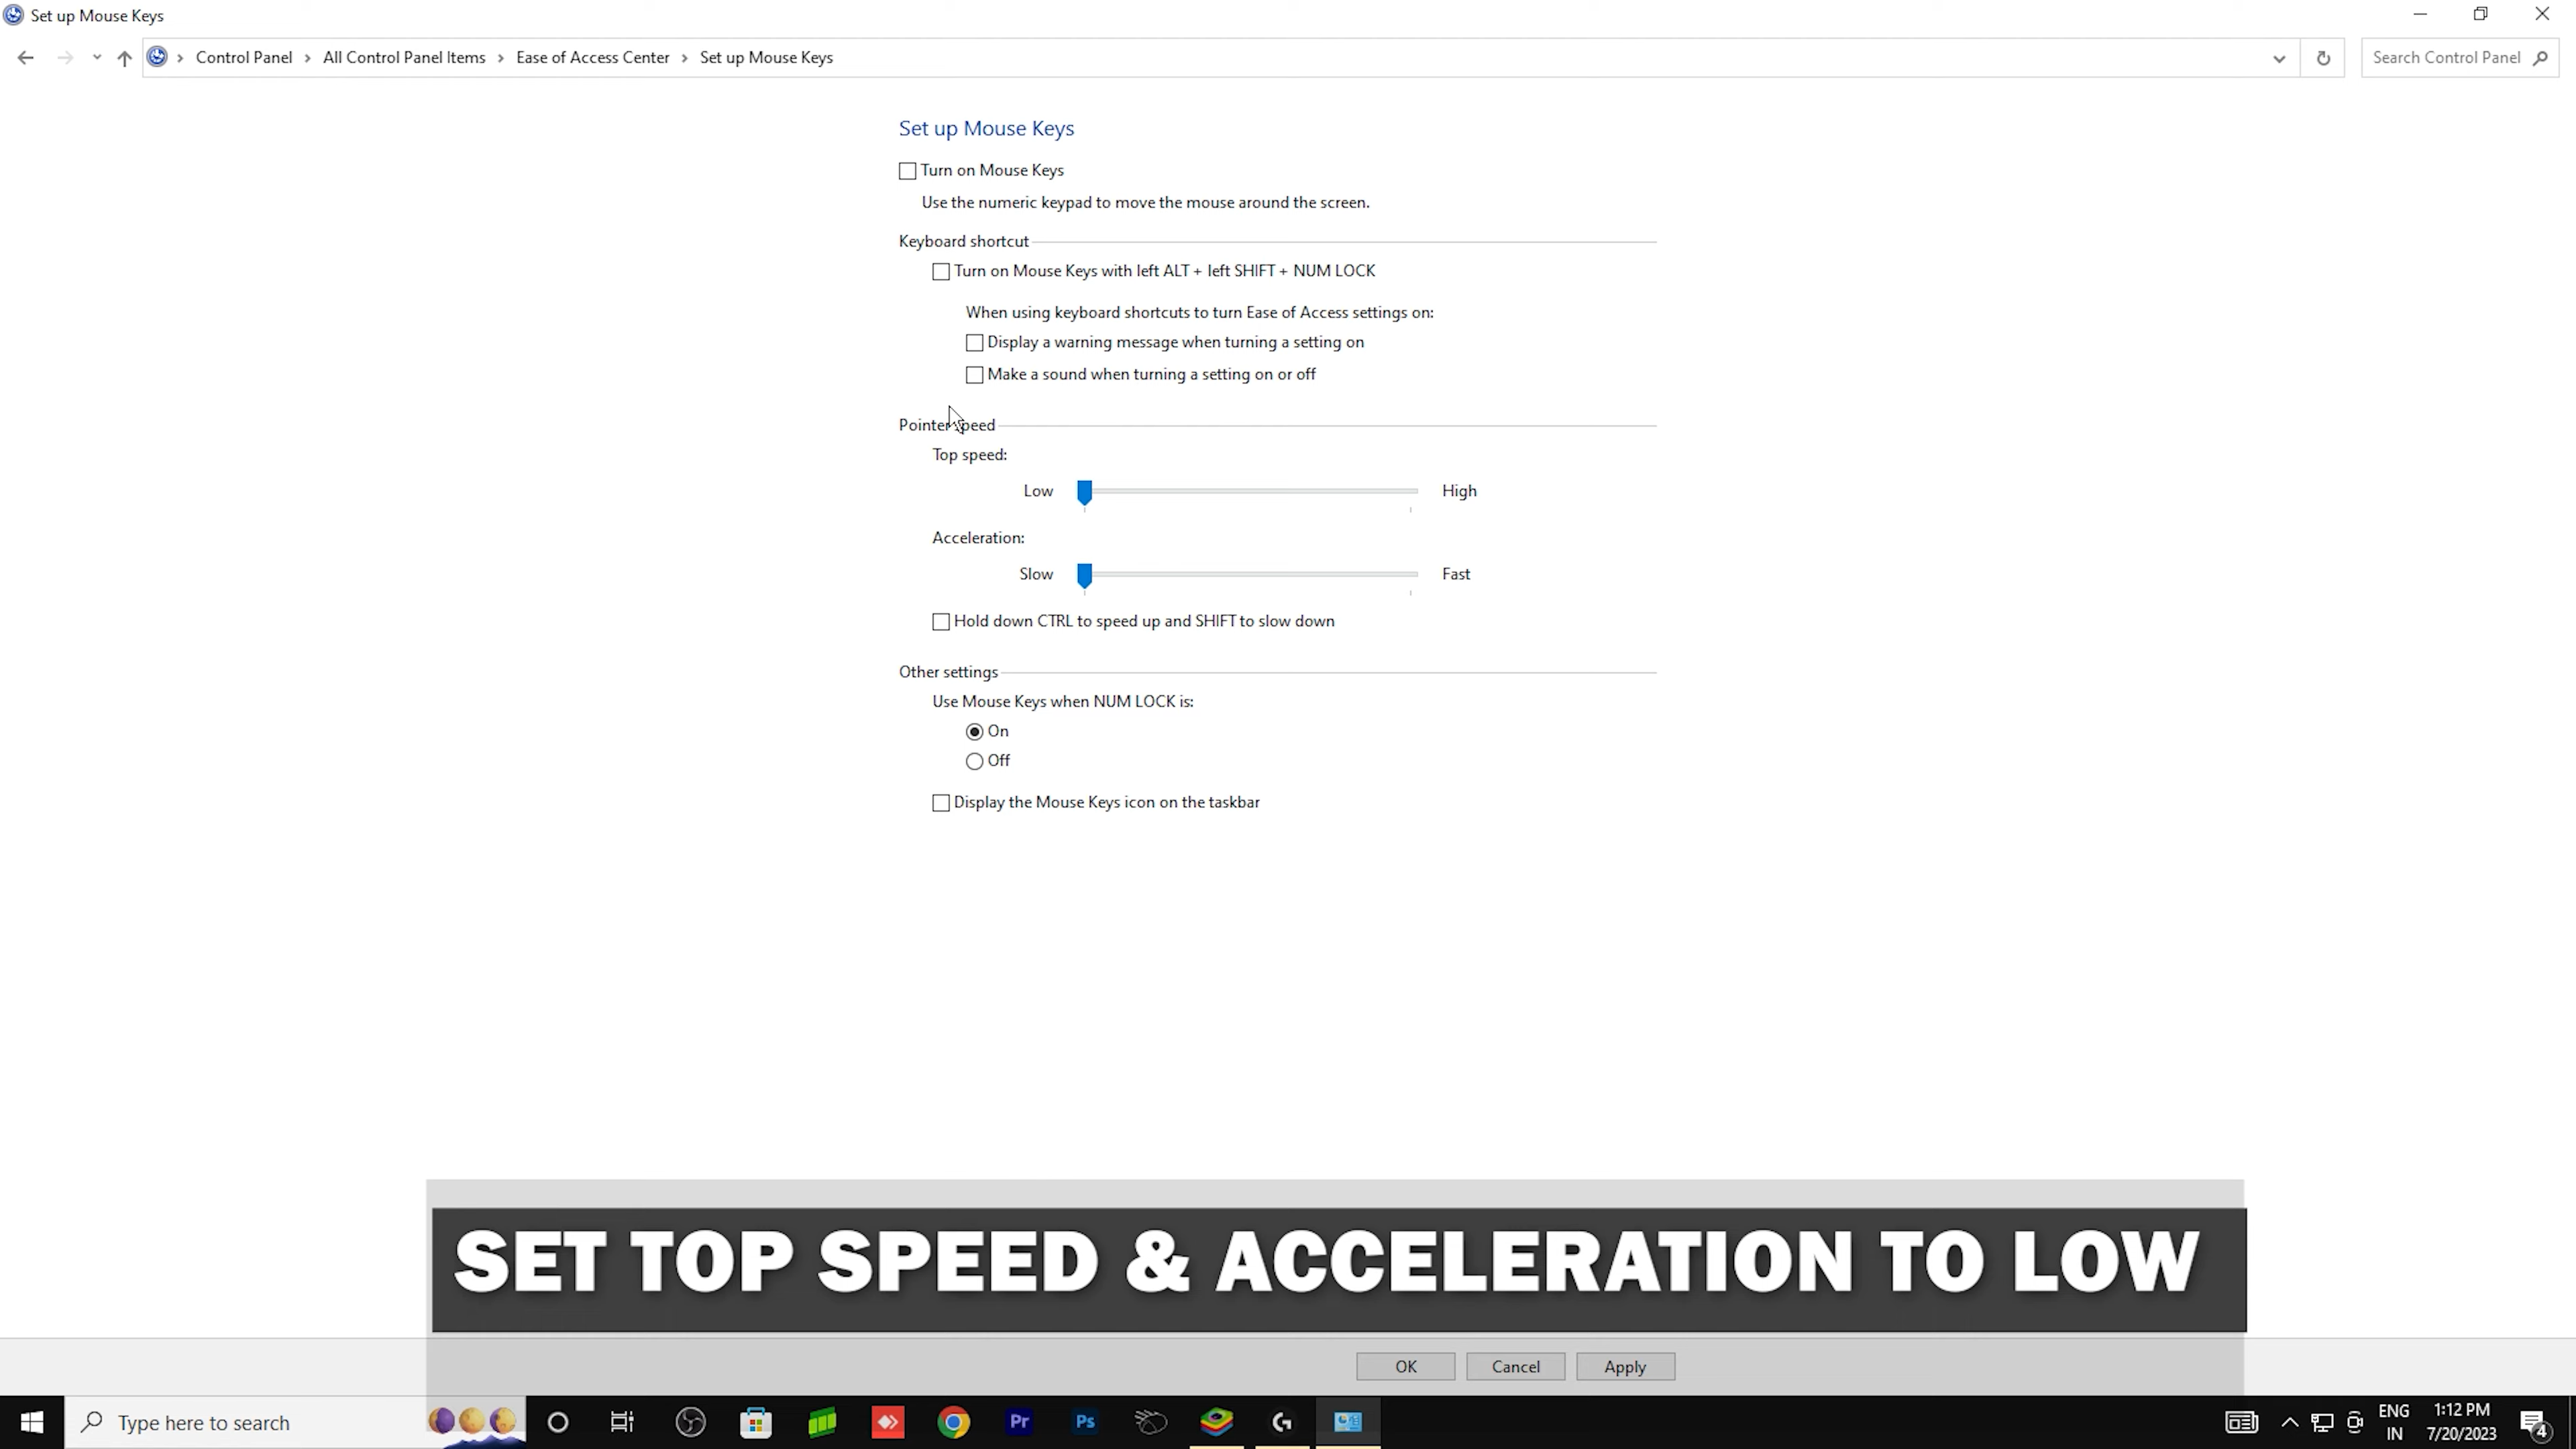 Set up Mouse Keys
Control Panel > All Control Panel Items > Ease of Access Center > Set up Mouse Keys
Search Control Panel
Set up Mouse Keys
Turn on Mouse Keys
Use the numeric keypad to move the mouse around the screen.
Keyboard shortcut
Turn on Mouse Keys with left ALT + left SHIFT + NUM LOCK
When using keyboard shortcuts to turn Ease of Access settings on:
Display a warning message when turning a setting on
Make a sound when turning a setting on or off
Pointer speed
Top speed:
Low High
Acceleration:
Slow Fast
Hold down CTRL to speed up and SHIFT to slow down
Other settings
Use Mouse Keys when NUM LOCK is:
On
Off
Display the Mouse Keys icon on the taskbar
SET TOP SPEED & ACCELERATION TO LOW
OK Cancel Apply
Type here to search
Pr
Ps
ENG
IN
1:12 PM
7/20/2023
4